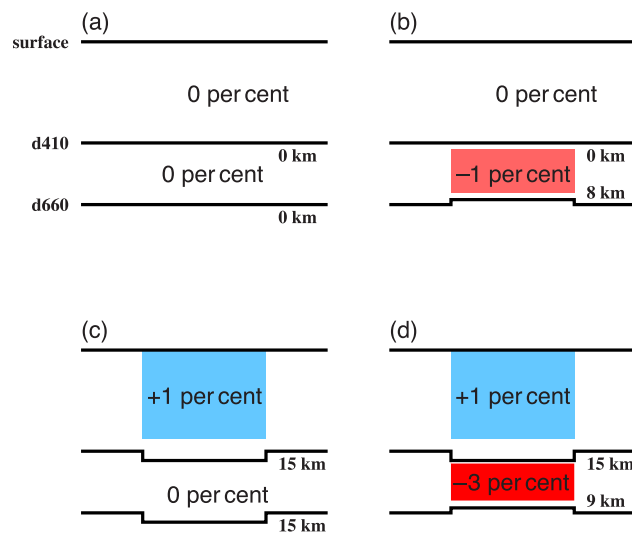 (a)
surface
0 per cent
d410
0 km
0 per cent
d660
0 km
(b)
0 per cent
0 km
–1 per cent
8 km
(c)
+1 per cent
15 km
0 per cent
15 km
(d)
+1 per cent
15 km
–3 per cent
9 km